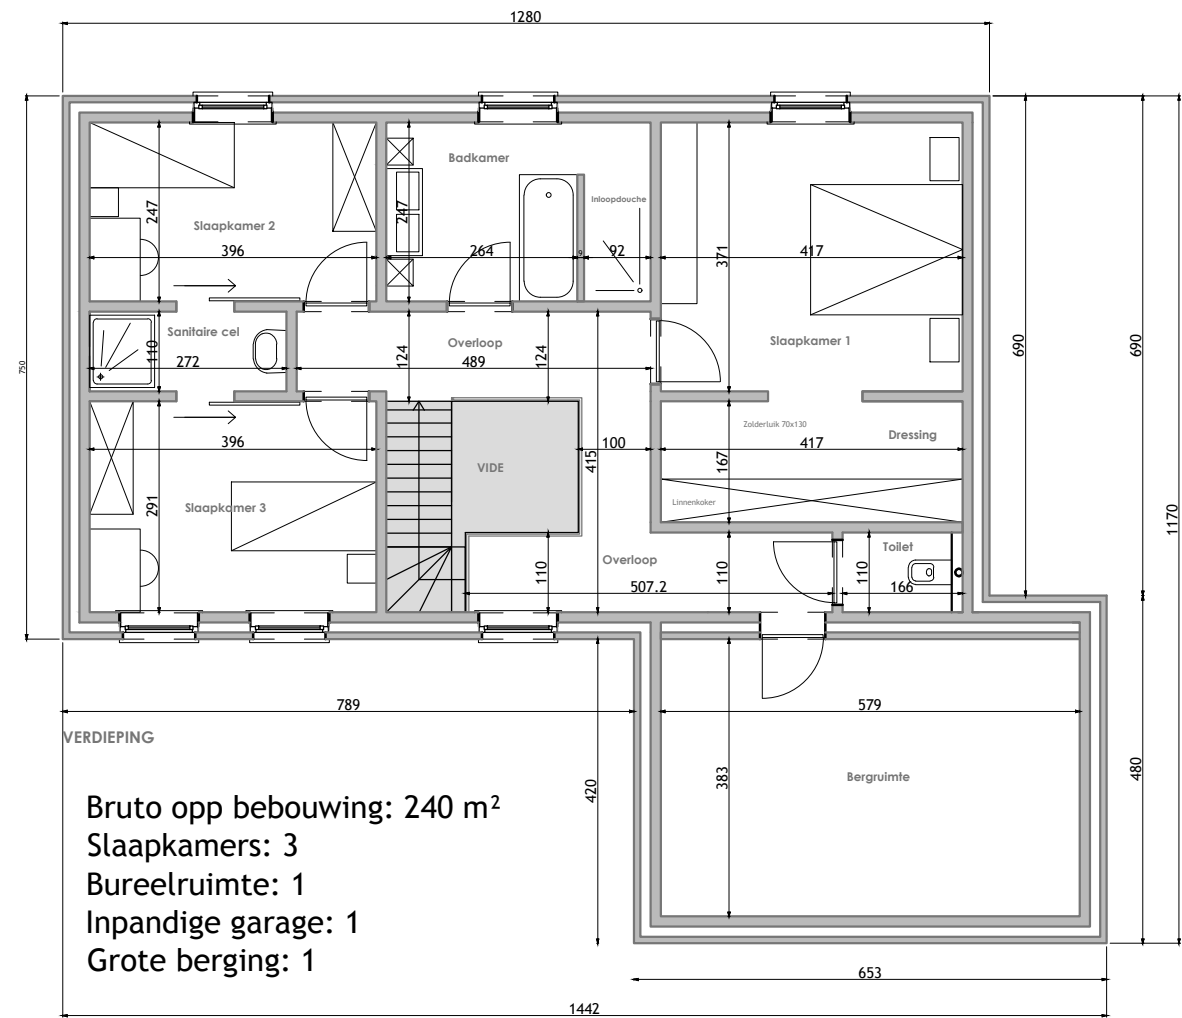 1280
Badkamer
Slaapkamer 2
Inloopdouche
247
247
396
264
9
92
371
417
690
690
750
Sanitaire cel
110
272
Overloop
124
489
124
Slaapkamer 1
396
VIDE
100
415
Zolderluik 70x130
Dressing
417
167
Linnenkoker
Slaapkamer 3
291
1170
Overloop
110
507.2
110
Toilet
110
166
789
579
VERDIEPING
Bergruimte
383
420
480
Bruto opp bebouwing: 240 m²
Slaapkamers: 3
Bureelruimte: 1
Inpandige garage: 1
Grote berging: 1
653
1442